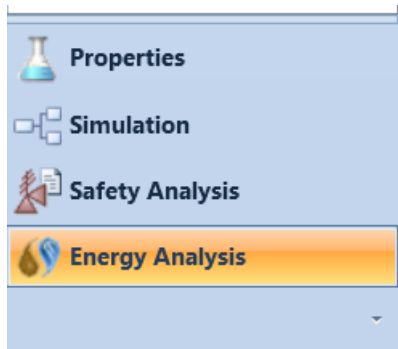 Properties
Simulation
Safety Analysis
Energy Analysis